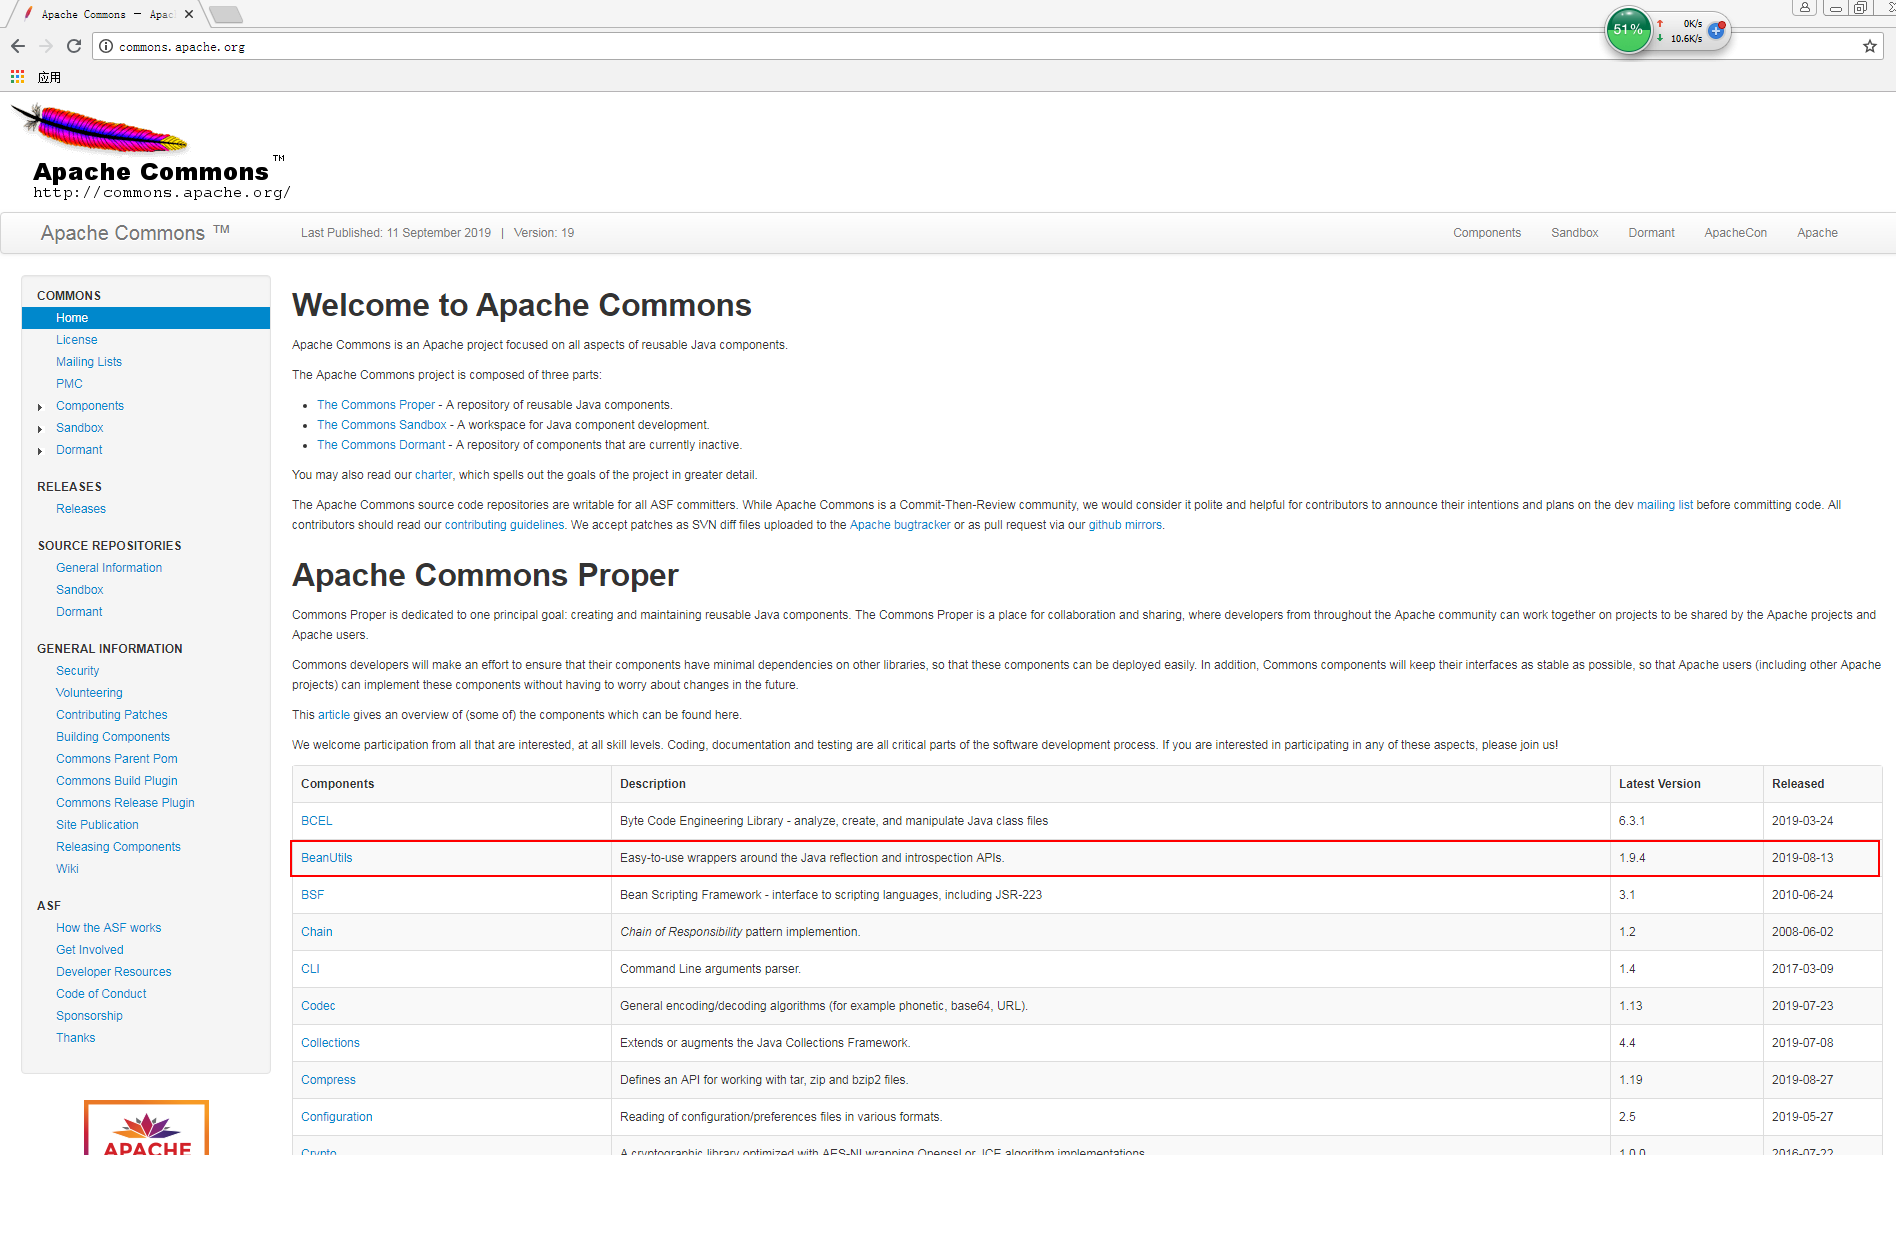 Apache Commons – Apac
51%
0K/s
10.6K/s
commons.apache.org
应用
Apache Commons™
http://commons.apache.org/
Apache Commons ™
Last Published: 11 September 2019 | Version: 19
Components Sandbox Dormant ApacheCon Apache
COMMONS
Home
License
Mailing Lists
PMC
Components
Sandbox
Dormant
RELEASES
Releases
SOURCE REPOSITORIES
General Information
Sandbox
Dormant
GENERAL INFORMATION
Security
Volunteering
Contributing Patches
Building Components
Commons Parent Pom
Commons Build Plugin
Commons Release Plugin
Site Publication
Releasing Components
Wiki
ASF
How the ASF works
Get Involved
Developer Resources
Code of Conduct
Sponsorship
Thanks
APACHE
Welcome to Apache Commons
Apache Commons is an Apache project focused on all aspects of reusable Java components.
The Apache Commons project is composed of three parts:
• The Commons Proper - A repository of reusable Java components.
• The Commons Sandbox - A workspace for Java component development.
• The Commons Dormant - A repository of components that are currently inactive.
You may also read our charter, which spells out the goals of the project in greater detail.
The Apache Commons source code repositories are writable for all ASF committers. While Apache Commons is a Commit-Then-Review community, we would consider it polite and helpful for contributors to announce their intentions and plans on the dev mailing list before committing code. All
contributors should read our contributing guidelines. We accept patches as SVN diff files uploaded to the Apache bugtracker or as pull request via our github mirrors.
Apache Commons Proper
Commons Proper is dedicated to one principal goal: creating and maintaining reusable Java components. The Commons Proper is a place for collaboration and sharing, where developers from throughout the Apache community can work together on projects to be shared by the Apache projects and
Apache users.
Commons developers will make an effort to ensure that their components have minimal dependencies on other libraries, so that these components can be deployed easily. In addition, Commons components will keep their interfaces as stable as possible, so that Apache users (including other Apache
projects) can implement these components without having to worry about changes in the future.
This article gives an overview of (some of) the components which can be found here.
We welcome participation from all that are interested, at all skill levels. Coding, documentation and testing are all critical parts of the software development process. If you are interested in participating in any of these aspects, please join us!
Components Description Latest Version Released
BCEL Byte Code Engineering Library - analyze, create, and manipulate Java class files 6.3.1 2019-03-24
BeanUtils Easy-to-use wrappers around the Java reflection and introspection APIs. 1.9.4 2019-08-13
BSF Bean Scripting Framework - interface to scripting languages, including JSR-223 3.1 2010-06-24
Chain Chain of Responsibility pattern implemention. 1.2 2008-06-02
CLI Command Line arguments parser. 1.4 2017-03-09
Codec General encoding/decoding algorithms (for example phonetic, base64, URL). 1.13 2019-07-23
Collections Extends or augments the Java Collections Framework. 4.4 2019-07-08
Compress Defines an API for working with tar, zip and bzip2 files. 1.19 2019-08-27
Configuration Reading of configuration/preferences files in various formats. 2.5 2019-05-27
Crypto A cryptographic library optimized with AES-NI wrapping Openssl or JCE algorithm implementations. 1.0.0 2016-07-22